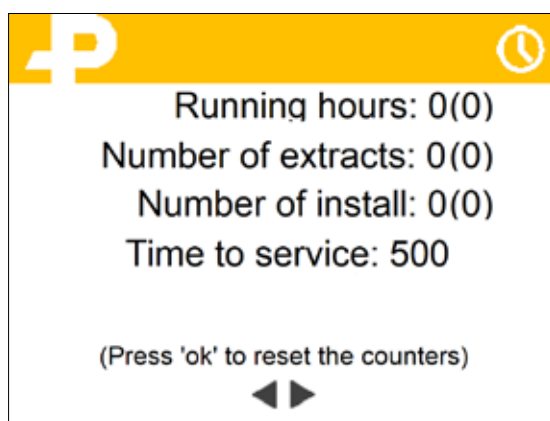 Running hours: 0(0)
Number of extracts: 0(0)
Number of install: 0(0)
Time to service: 500
(Press 'ok' to reset the counters)